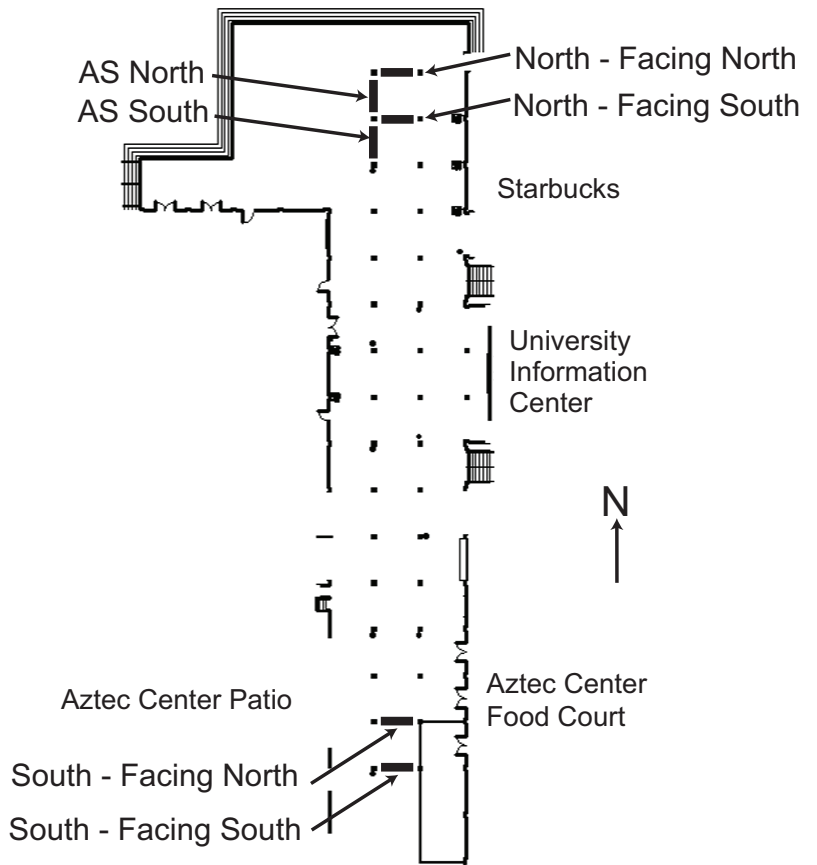 AS North
North - Facing North
AS South
North - Facing South
Starbucks
University
Information
Center
N
Aztec Center Patio
Aztec Center
Food Court
South - Facing North
South - Facing South